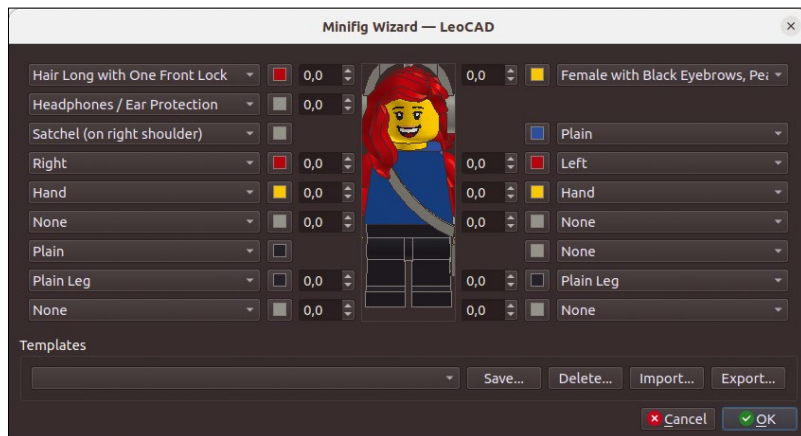 Minifig Wizard — LeoCAD
Hair Long with One Front Lock 0,0 0,0 Female with Black Eyebrows, Pea
Headphones / Ear Protection 0,0
Satchel (on right shoulder) Plain
Right 0,0 0,0 Left
Hand 0,0 0,0 Hand
None 0,0 0,0 None
Plain None
Plain Leg 0,0 0,0 Plain Leg
None 0,0 0,0 None
Templates
Save... Delete... Import... Export...
Cancel OK